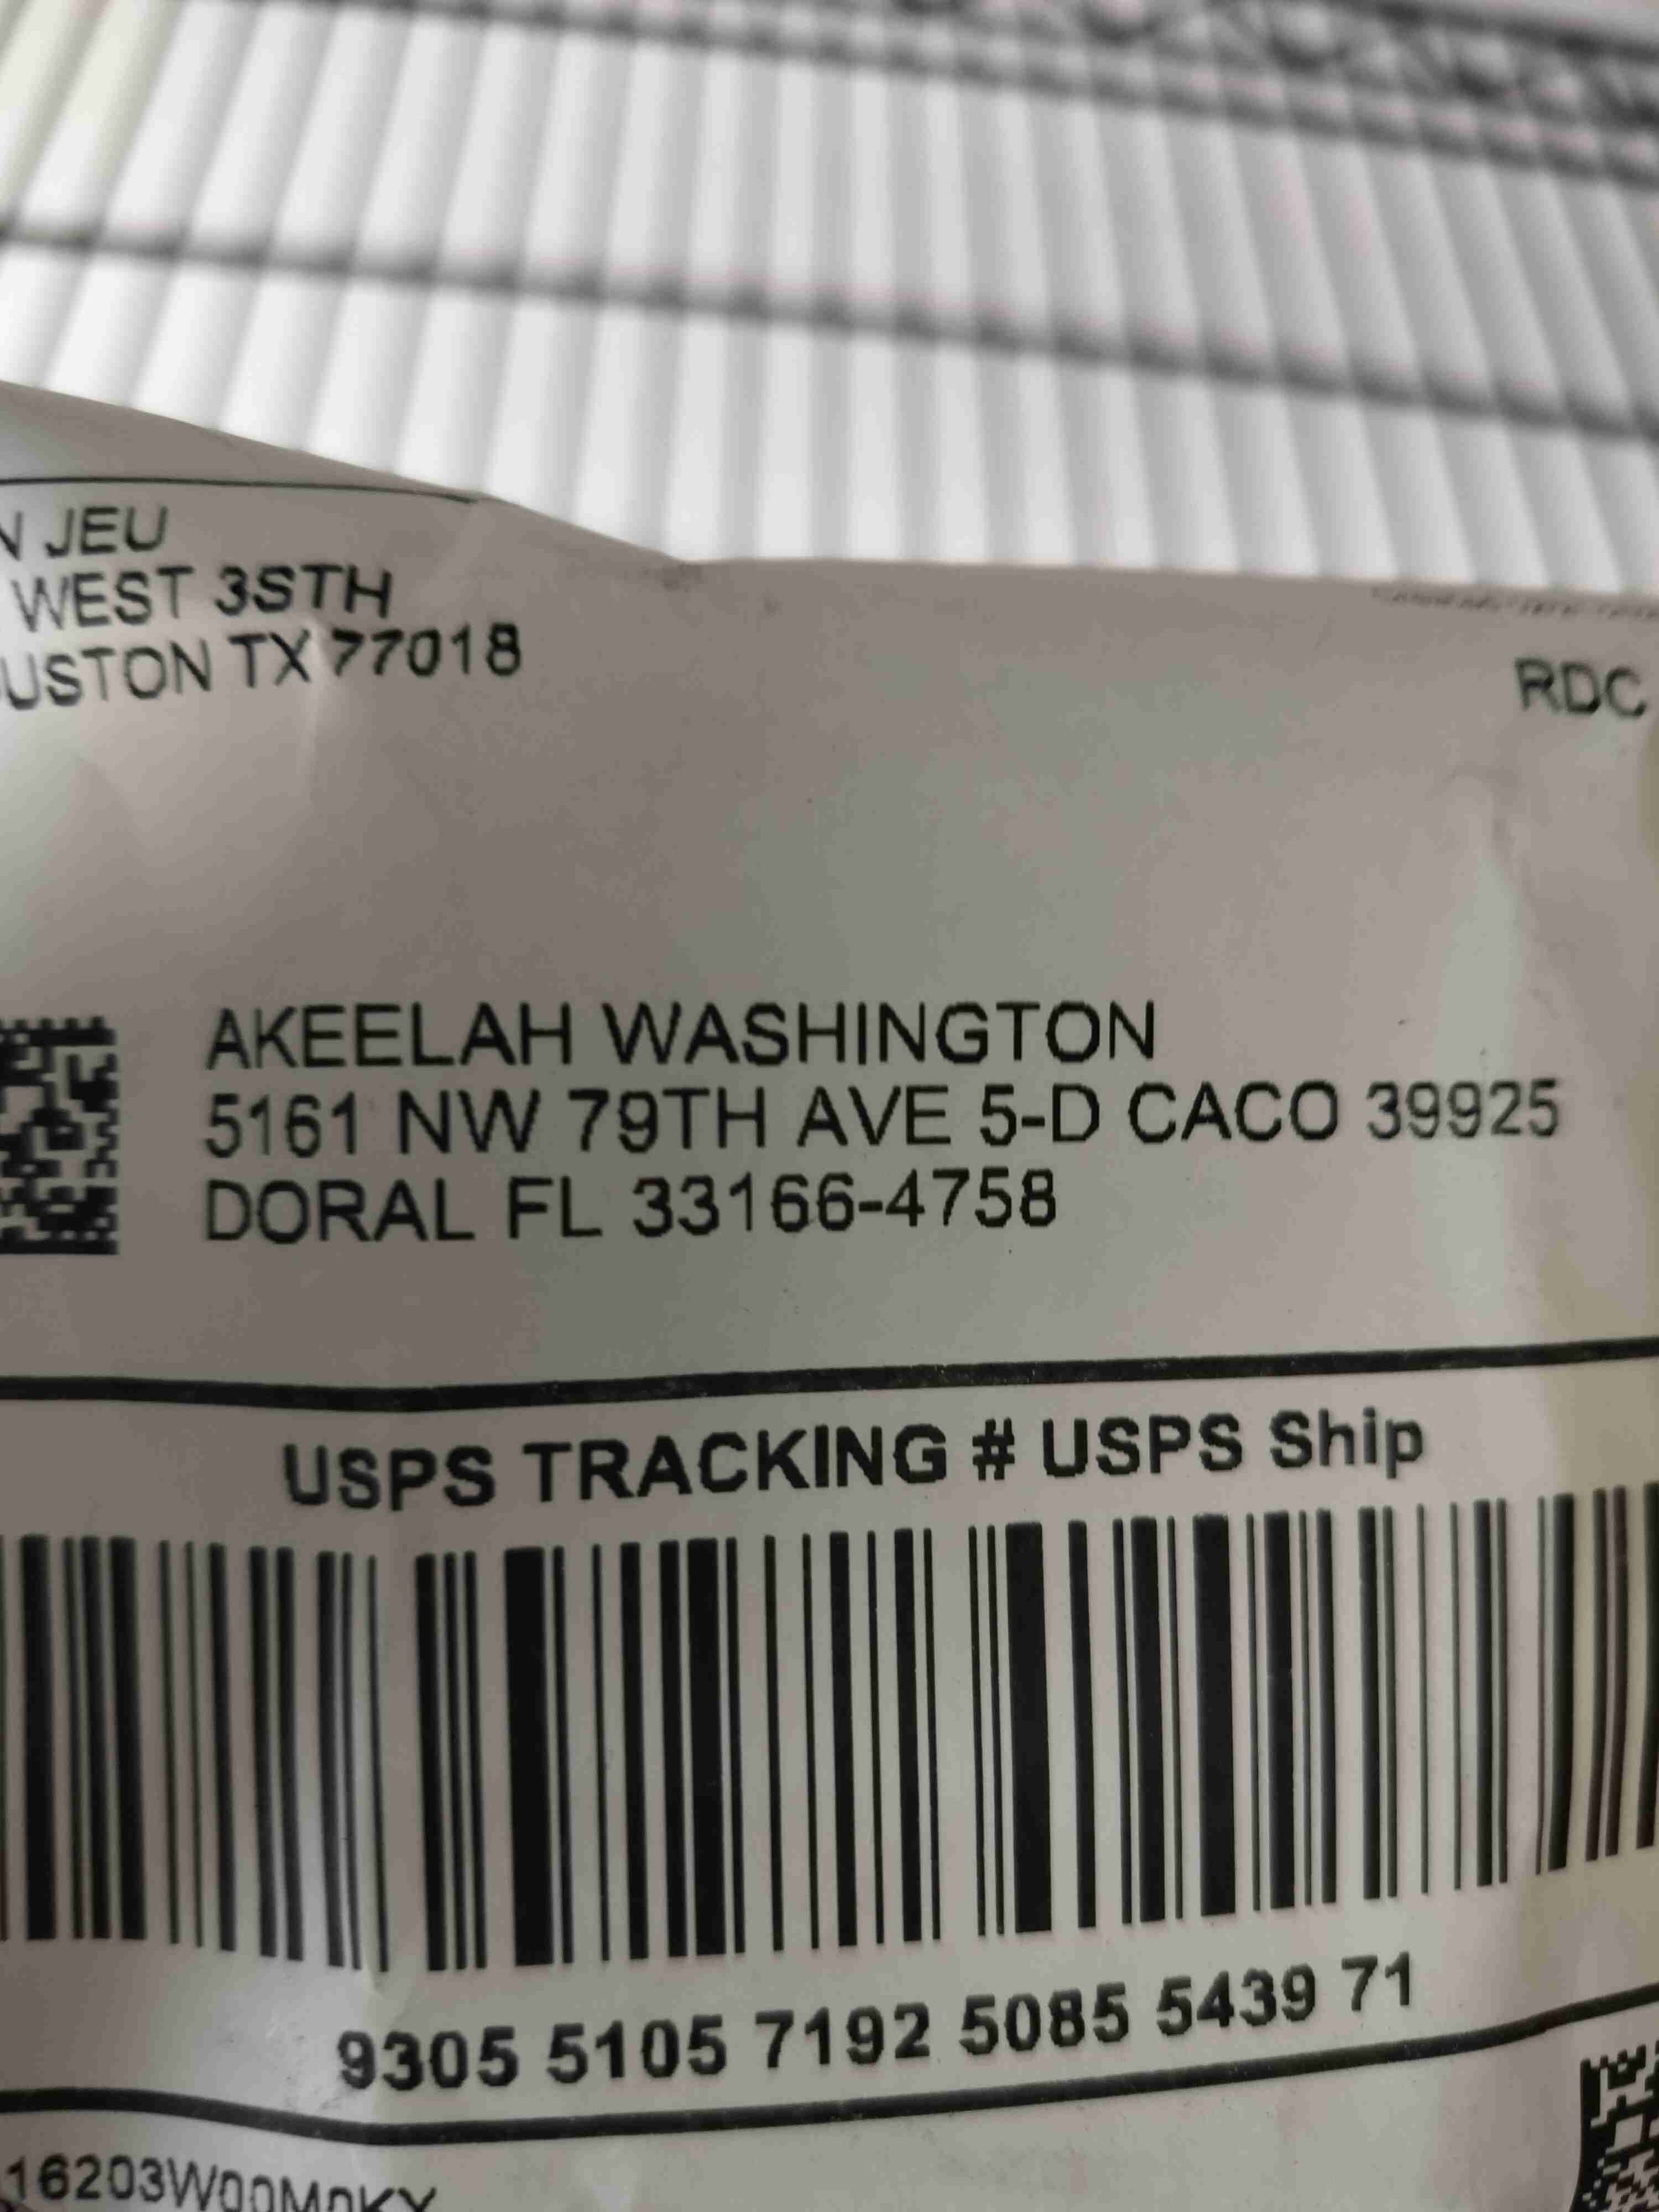 N JEU
WEST 3STH
USTON TX 77018
RDC
AKEELAH WASHINGTON
5161 NW 79TH AVE 5-D CACO 39925
DORAL FL 33166-4758
USPS TRACKING # USPS Ship
9305 5105 7192 5085 5439 71